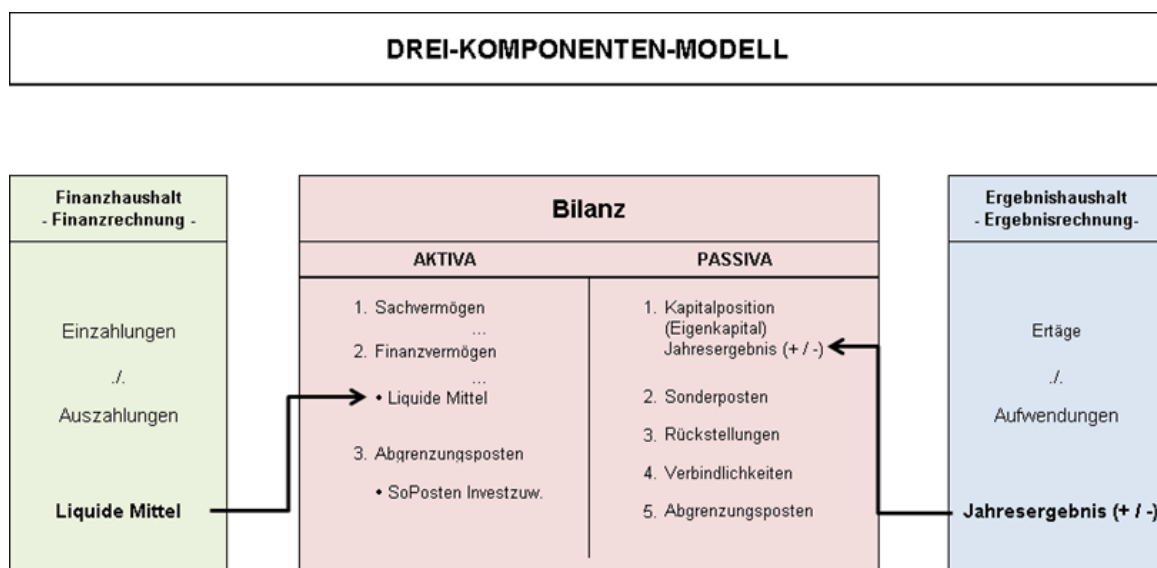 DREI-KOMPONENTEN-MODELL
Finanzhaushalt
- Finanzrechnung -
Einzahlungen
./.
Auszahlungen
Liquide Mittel
Bilanz
AKTIVA
1. Sachvermögen
...
2. Finanzvermögen
...
• Liquide Mittel
3. Abgrenzungsposten
• SoPosten Investzuw.
PASSIVA
1. Kapitalposition
(Eigenkapital)
Jahresergebnis (+ / -)
2. Sonderposten
3. Rückstellungen
4. Verbindlichkeiten
5. Abgrenzungsposten
Ergebnishaushalt
- Ergebnisrechnung-
Ertäge
./.
Aufwendungen
Jahresergebnis (+ / -)